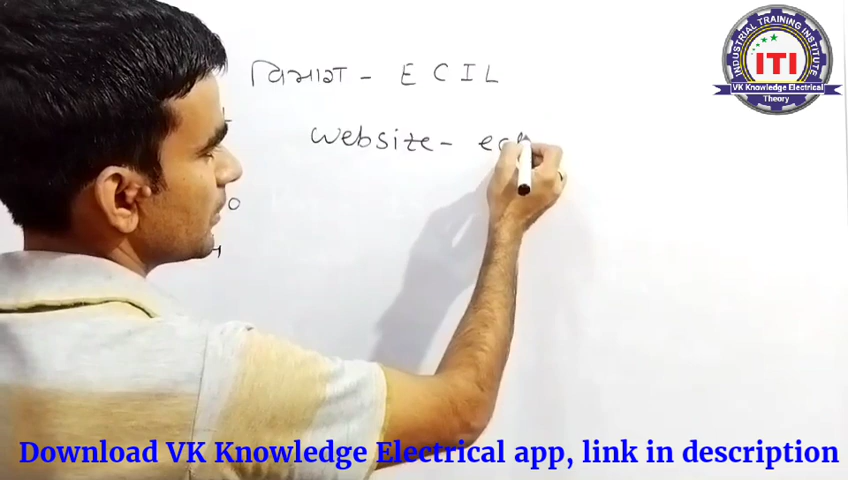 विभाग - ECIL
website - ec
INDUSTRIAL TRAINING INSTITUTE
ITI
VK Knowledge Electrical
Theory
Download VK Knowledge Electrical app, link in description